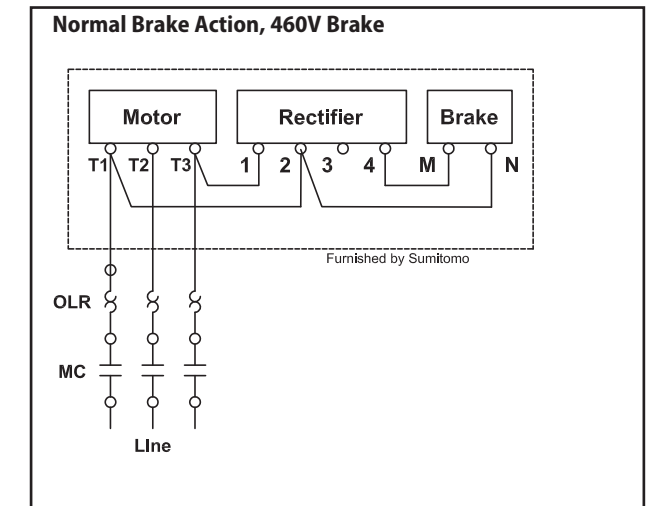 Normal Brake Action, 460V Brake
Motor Rectifier Brake
T1 T2 T3 1 2 3 4 M N
Furnished by Sumitomo
OLR
MC
LIne